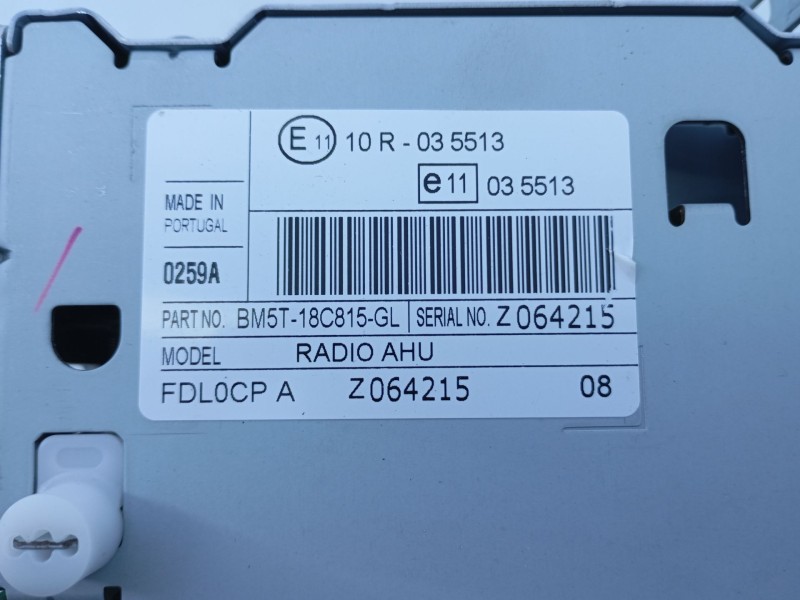 E 11 10 R - 03 5513
e 11 03 5513
MADE IN
PORTUGAL
0259A
PART NO. BM5T-18C815-GL SERIAL NO. Z064215
MODEL RADIO AHU
FDL0CP A Z064215 08